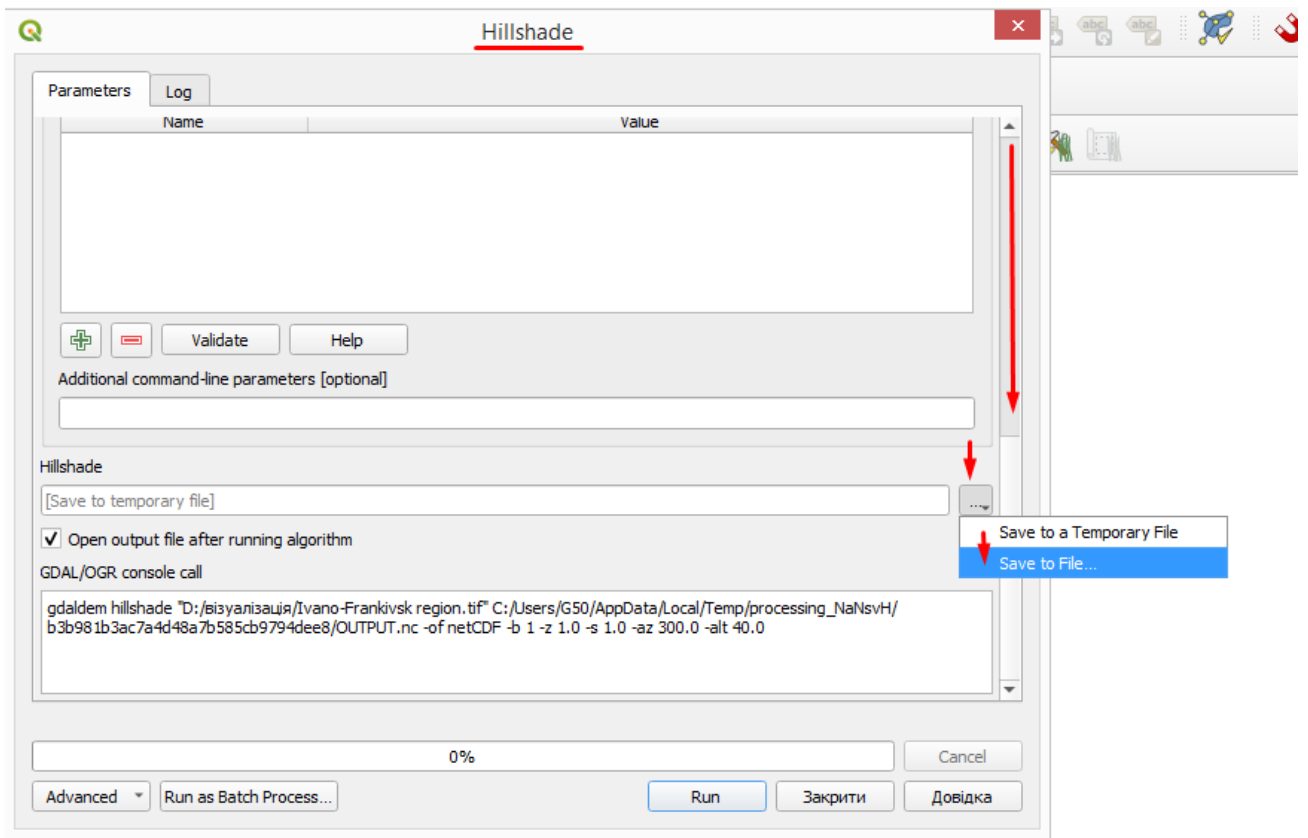 Hillshade
abc
abc
Parameters
Log
Name
Value
Validate
Help
Additional command-line parameters [optional]
Hillshade
[Save to temporary file]
...
Save to a Temporary File
Open output file after running algorithm
Save to File...
GDAL/OGR console call
gdaldem hillshade "D:/візуалізація/Ivano-Frankivsk region.tif" C:/Users/G50/AppData/Local/Temp/processing_NaNsvH/
b3b981b3ac7a4d48a7b585cb9794dee8/OUTPUT.nc -of netCDF -b 1 -z 1.0 -s 1.0 -az 300.0 -alt 40.0
0%
Cancel
Advanced
Run as Batch Process...
Run
Закрити
Довідка